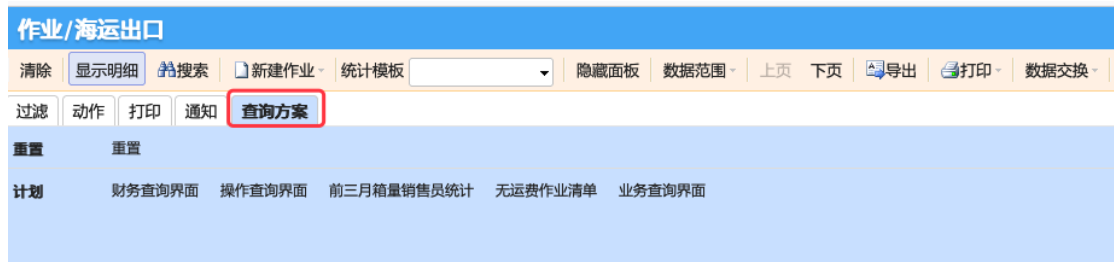 作业/海运出口
清除 显示明细 搜索 新建作业 统计模板 隐藏面板 数据范围 上页 下页 导出 打印 数据交换
过滤 动作 打印 通知 查询方案
重置 重置
计划 财务查询界面 操作查询界面 前三月箱量销售员统计 无运费作业清单 业务查询界面